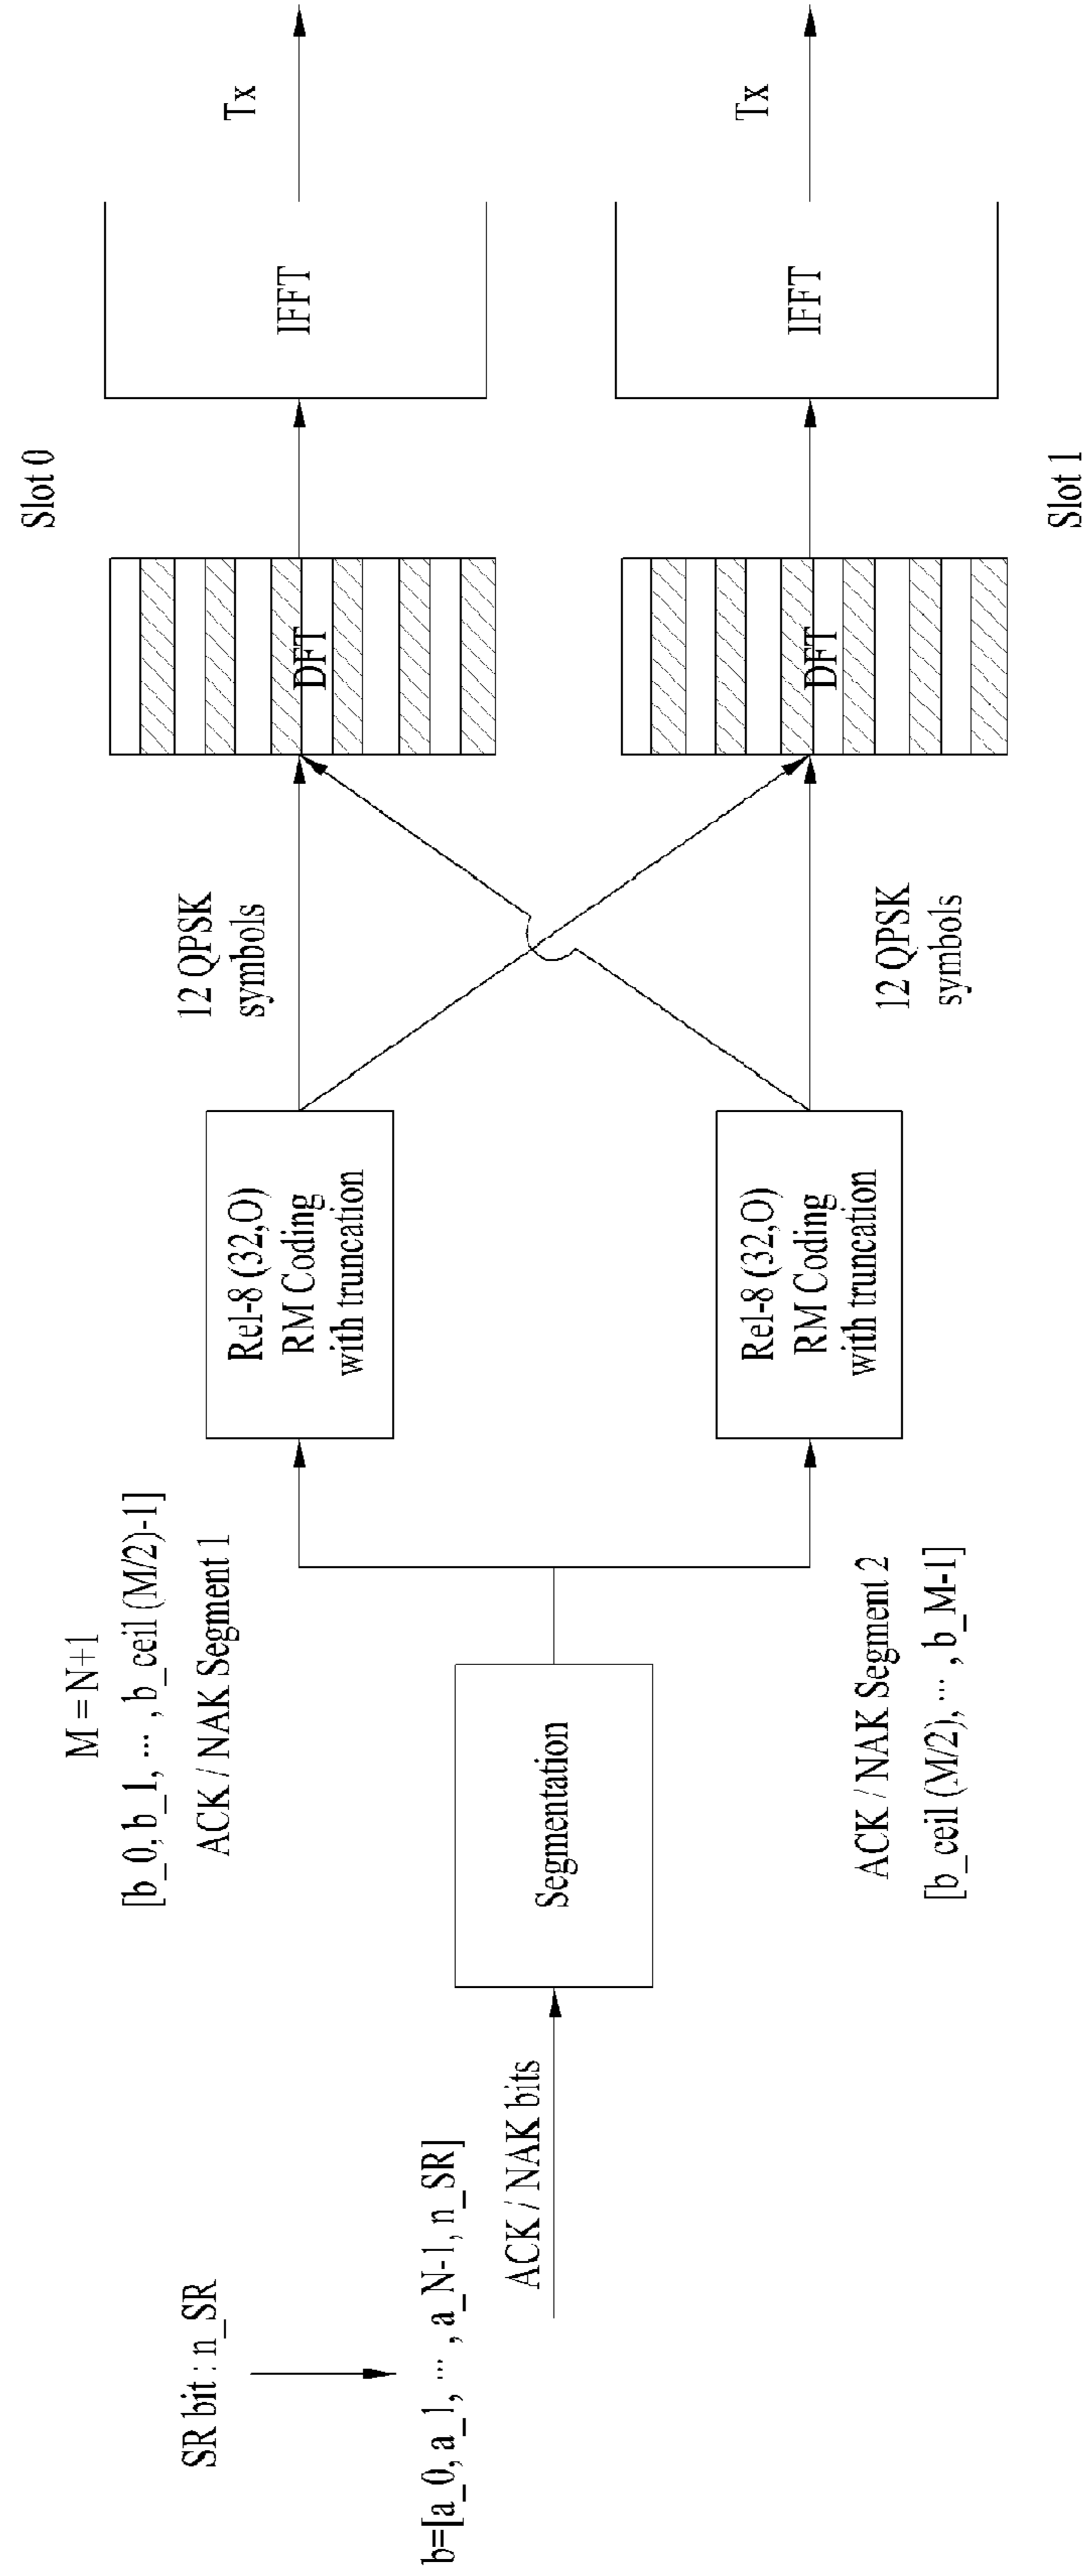 SR bit : n_SR
b=[a_0, a_1, ··· , a_N-1, n_SR]
ACK / NAK bits
Segmentation
M = N+1
[b_0, b_1, ··· , b_ceil (M/2)-1]
ACK / NAK Segment 1
ACK / NAK Segment 2
[b_ceil (M/2), ··· , b_M-1]
Rel-8 (32,O)
RM Coding
with truncation
Rel-8 (32,O)
RM Coding
with truncation
12 QPSK
symbols
12 QPSK
symbols
Slot 0
DFT
IFFT
Tx
DFT
IFFT
Tx
Slot 1